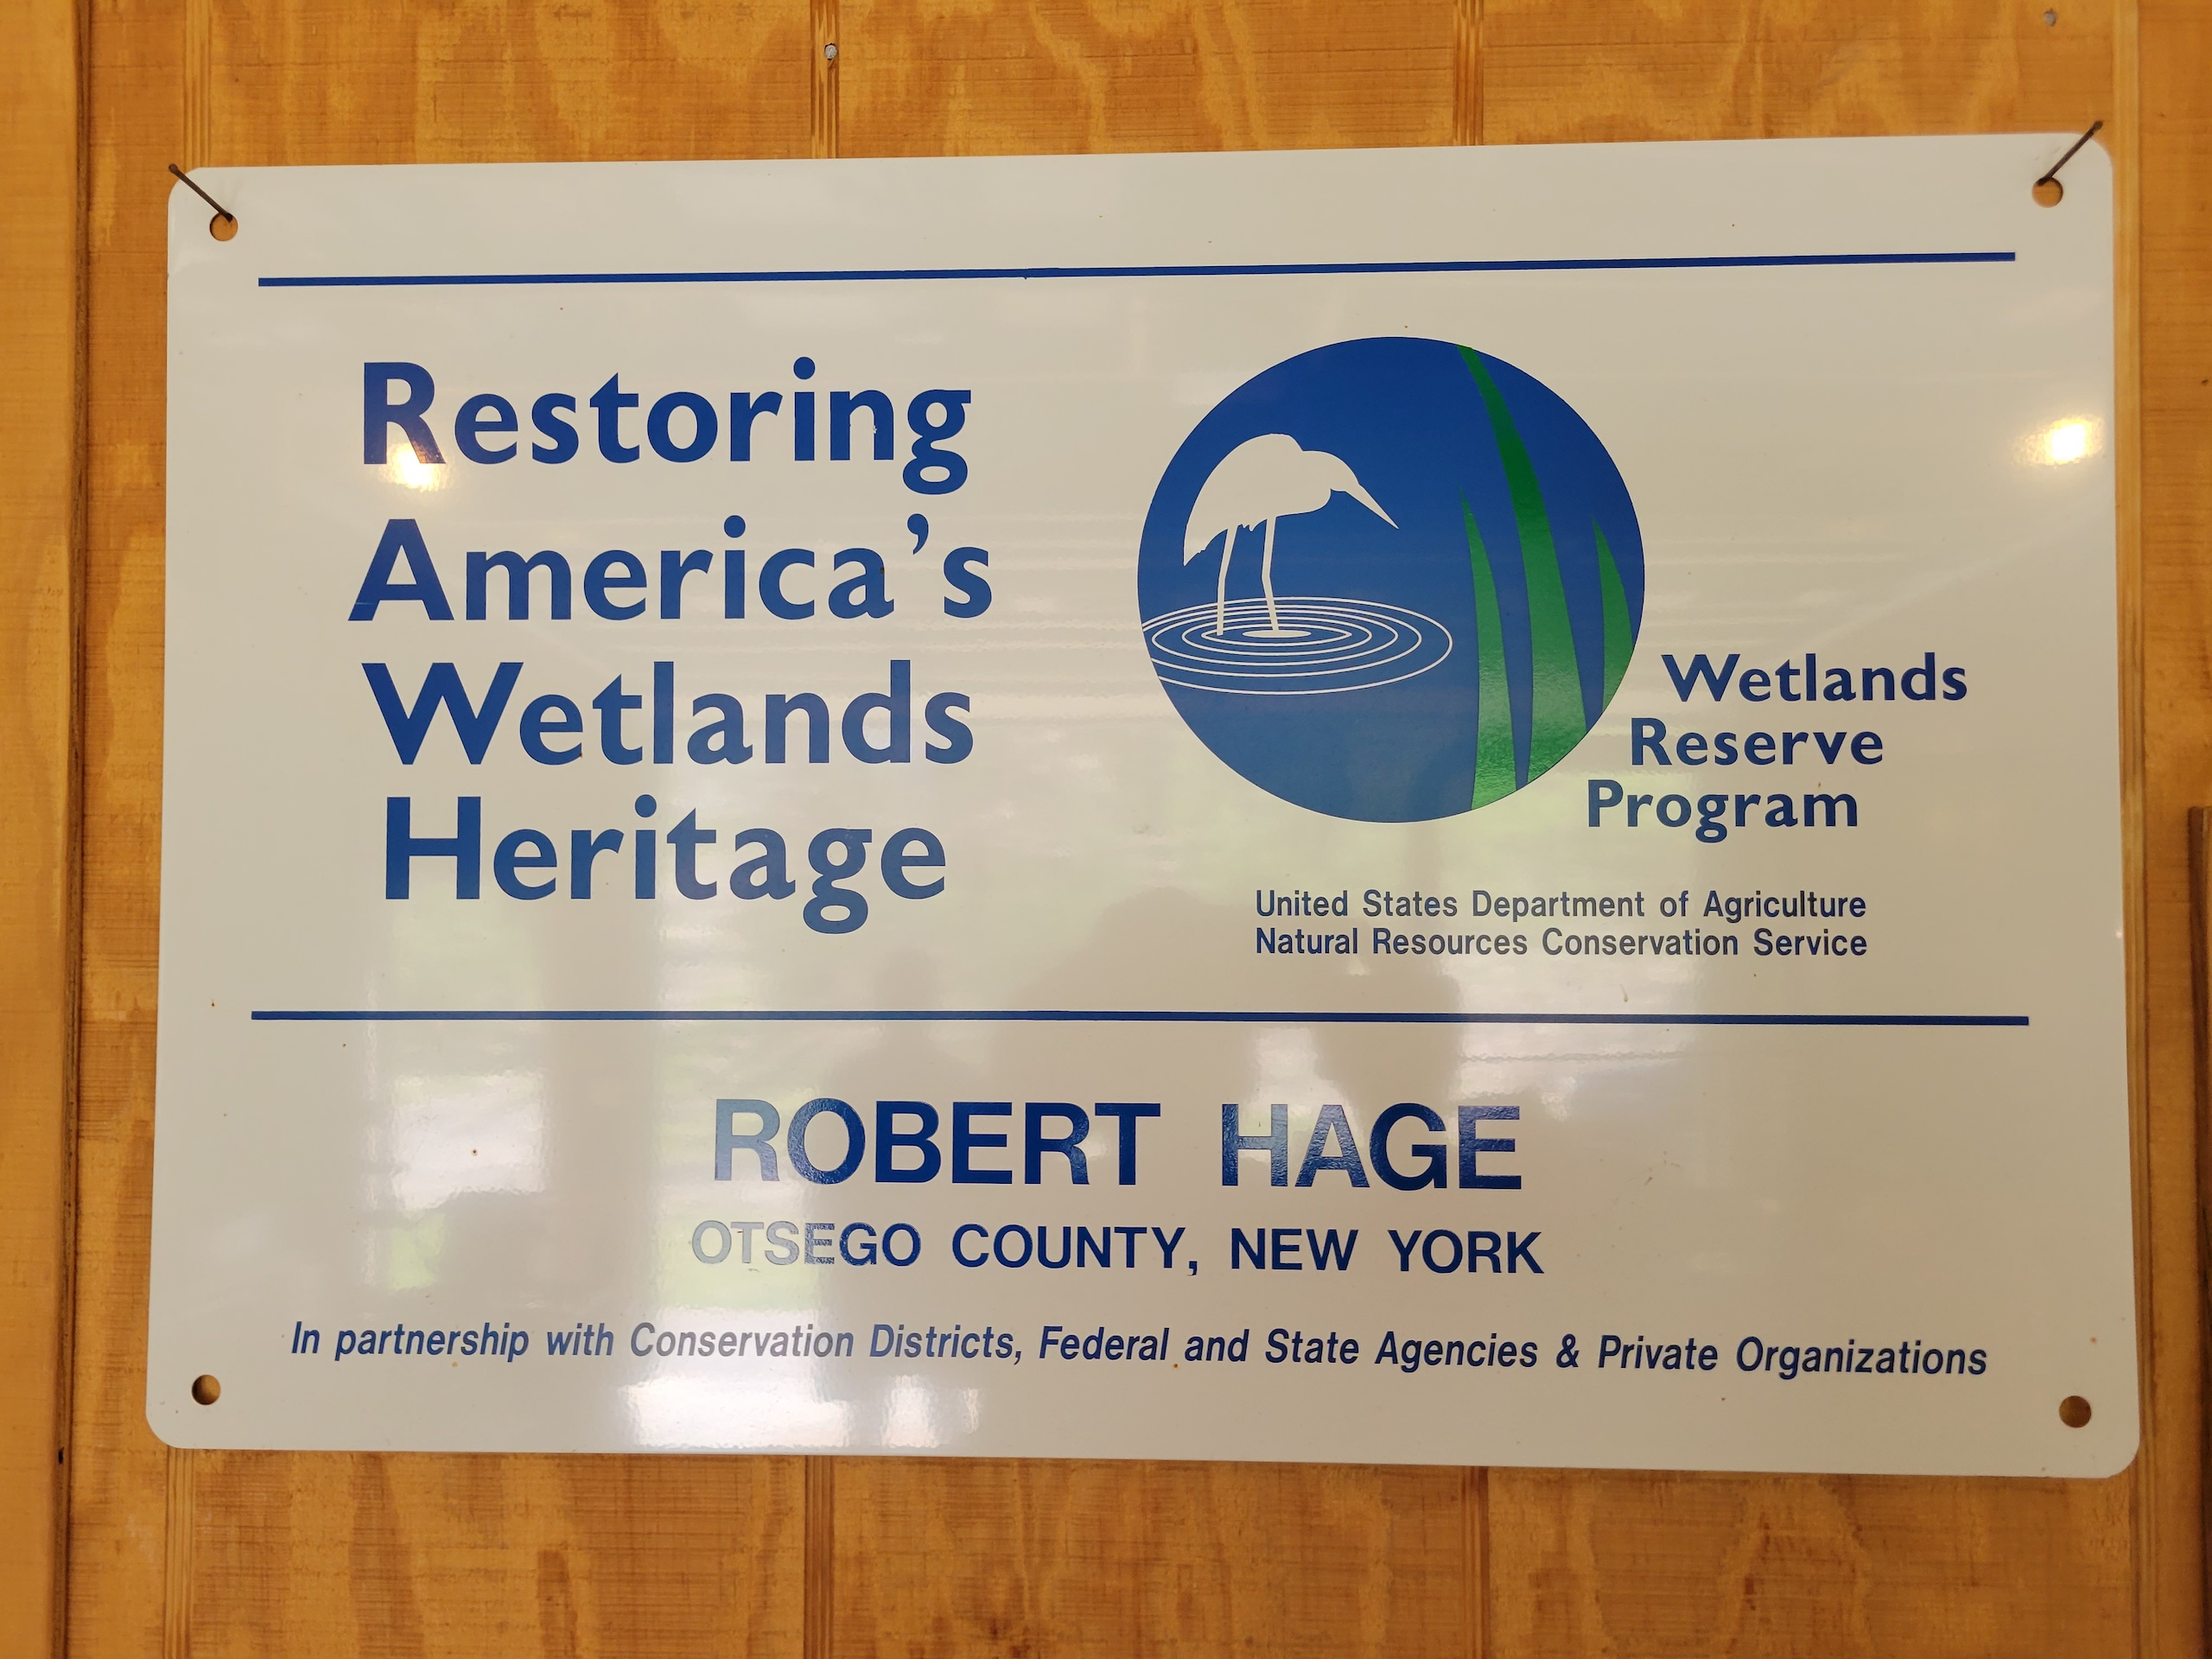 Restoring
America's
Wetlands
Heritage
Wetlands
Reserve
Program
United States Department of Agriculture
Natural Resources Conservation Service
ROBERT HAGE
OTSEGO COUNTY, NEW YORK
In partnership with Conservation Districts, Federal and State Agencies & Private Organizations